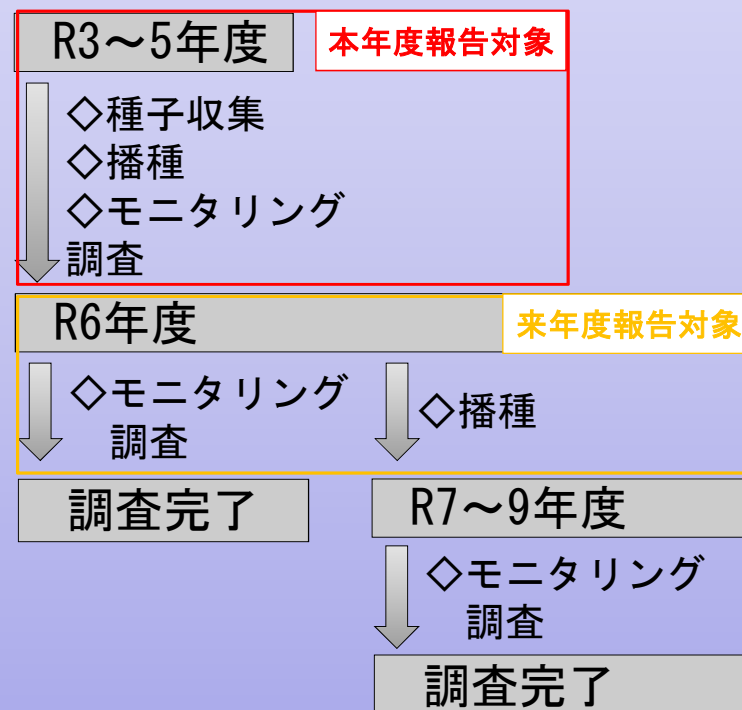 R3～5年度
本年度報告対象
◇種子収集
◇播種
◇モニタリング
調査
R6年度
来年度報告対象
◇モニタリング
調査
◇播種
調査完了
R7～9年度
◇モニタリング
調査
調査完了